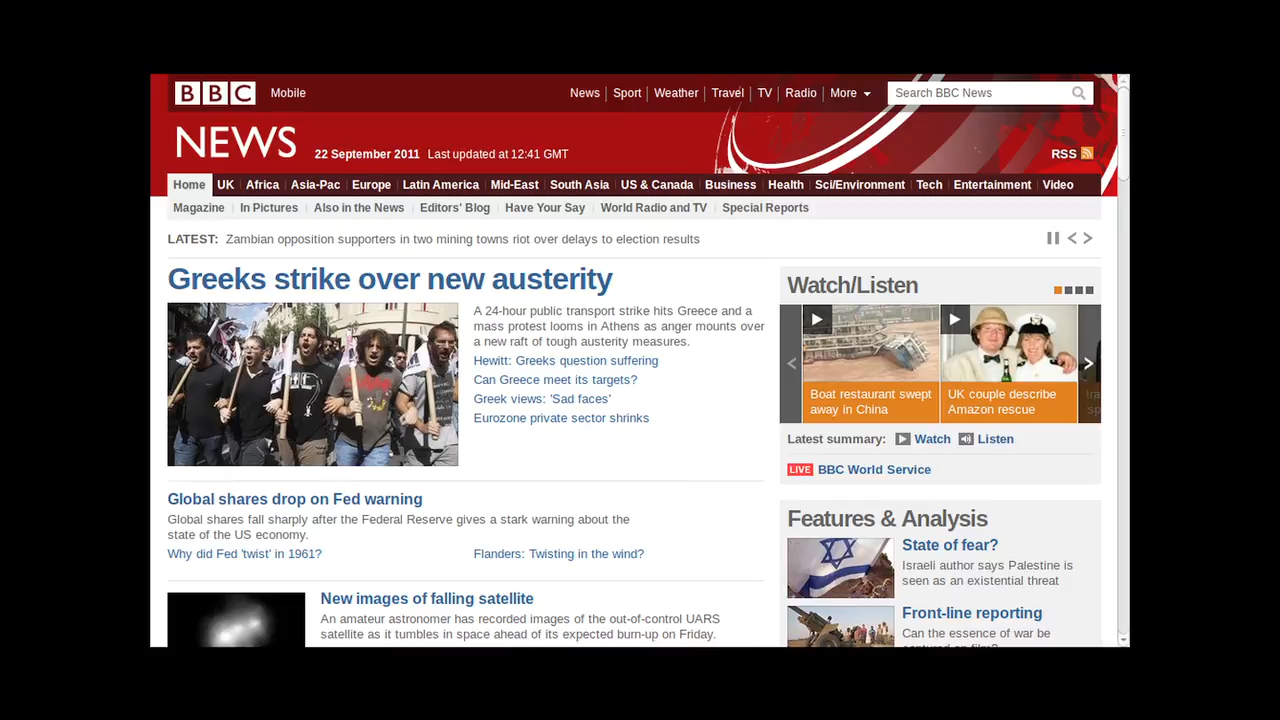 BBC Mobile News Sport Weather Travel TV Radio More Search BBC News
NEWS 22 September 2011 Last updated at 12:41 GMT RSS
Home UK Africa Asia-Pac Europe Latin America Mid-East South Asia US & Canada Business Health Sci/Environment Tech Entertainment Video
Magazine In Pictures Also in the News Editors' Blog Have Your Say World Radio and TV Special Reports
LATEST: Zambian opposition supporters in two mining towns riot over delays to election results
Greeks strike over new austerity
A 24-hour public transport strike hits Greece and a
mass protest looms in Athens as anger mounts over
a new raft of tough austerity measures.
Hewitt: Greeks question suffering
Can Greece meet its targets?
Greek views: 'Sad faces'
Eurozone private sector shrinks
Global shares drop on Fed warning
Global shares fall sharply after the Federal Reserve gives a stark warning about the
state of the US economy.
Why did Fed 'twist' in 1961? Flanders: Twisting in the wind?
New images of falling satellite
An amateur astronomer has recorded images of the out-of-control UARS
satellite as it tumbles in space ahead of its expected burn-up on Friday.
Watch/Listen
Boat restaurant swept
away in China
UK couple describe
Amazon rescue
Latest summary: Watch Listen
LIVE BBC World Service
Features & Analysis
State of fear?
Israeli author says Palestine is
seen as an existential threat
Front-line reporting
Can the essence of war be
captured on film?